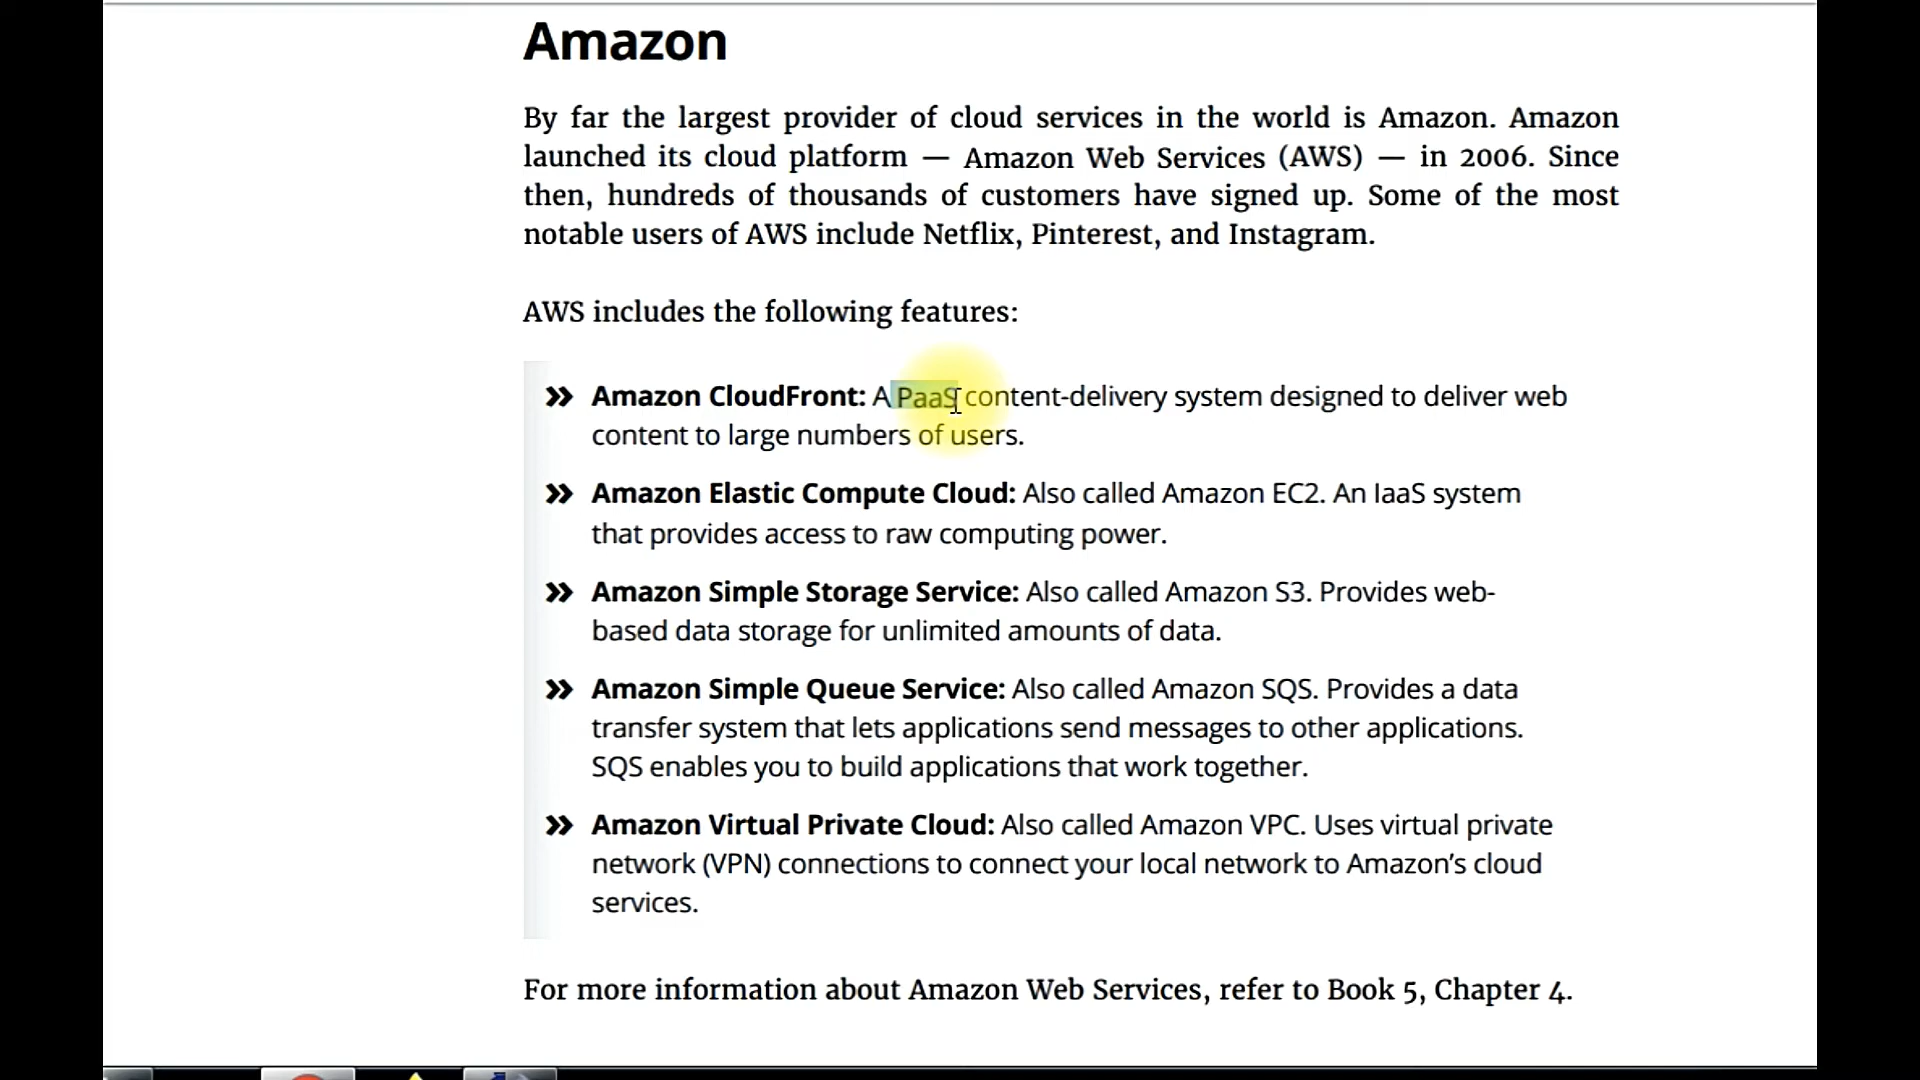 Amazon
By far the largest provider of cloud services in the world is Amazon. Amazon
launched its cloud platform — Amazon Web Services (AWS) — in 2006. Since
then, hundreds of thousands of customers have signed up. Some of the most
notable users of AWS include Netflix, Pinterest, and Instagram.
AWS includes the following features:
» Amazon CloudFront: A PaaS content-delivery system designed to deliver web
content to large numbers of users.
» Amazon Elastic Compute Cloud: Also called Amazon EC2. An IaaS system
that provides access to raw computing power.
» Amazon Simple Storage Service: Also called Amazon S3. Provides web-
based data storage for unlimited amounts of data.
» Amazon Simple Queue Service: Also called Amazon SQS. Provides a data
transfer system that lets applications send messages to other applications.
SQS enables you to build applications that work together.
» Amazon Virtual Private Cloud: Also called Amazon VPC. Uses virtual private
network (VPN) connections to connect your local network to Amazon’s cloud
services.
For more information about Amazon Web Services, refer to Book 5, Chapter 4.